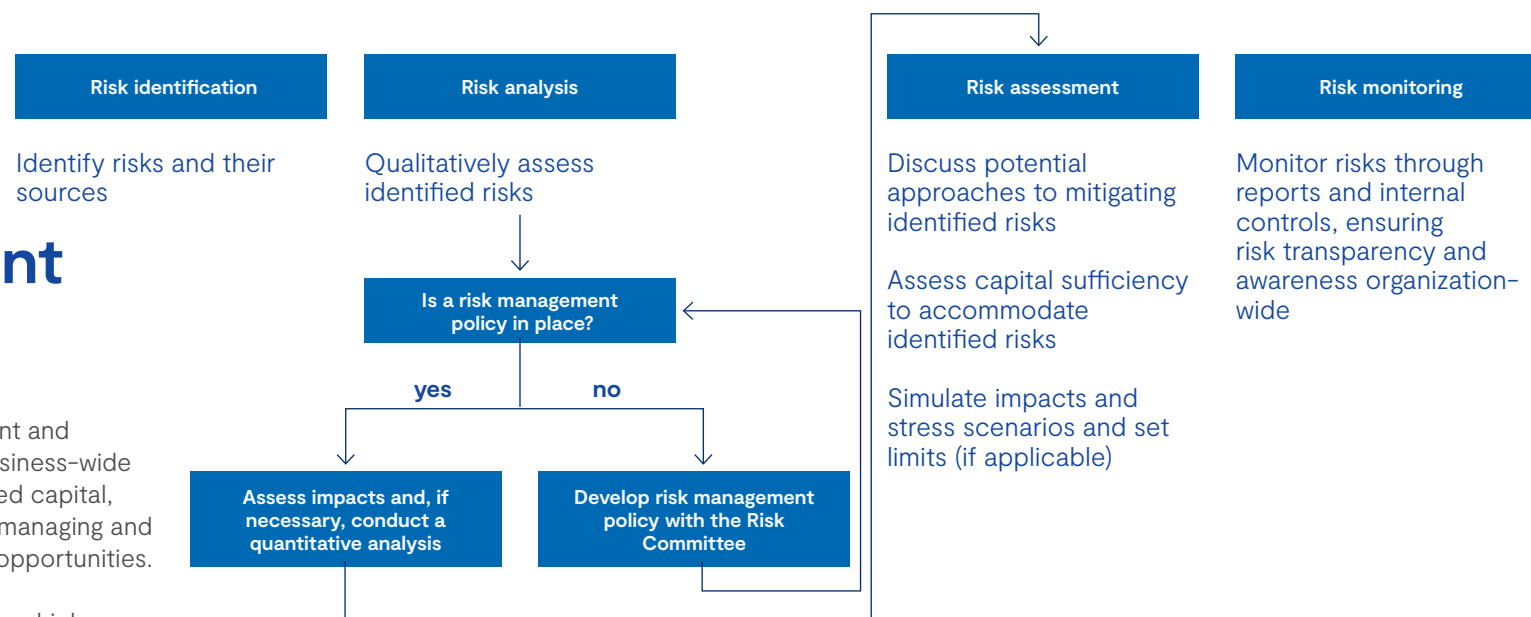 Risk identification
Identify risks and their
sources
Risk analysis
Qualitatively assess
identified risks
Is a risk management
policy in place?
yes
no
Assess impacts and, if
necessary, conduct a
quantitative analysis
Develop risk management
policy with the Risk
Committee
Risk assessment
Discuss potential
approaches to mitigating
identified risks
Assess capital sufficiency
to accommodate
identified risks
Simulate impacts and
stress scenarios and set
limits (if applicable)
Risk monitoring
Monitor risks through
reports and internal
controls, ensuring
risk transparency and
awareness organization-
wide
nt
nt and
siness-wide
ed capital,
managing and
opportunities.